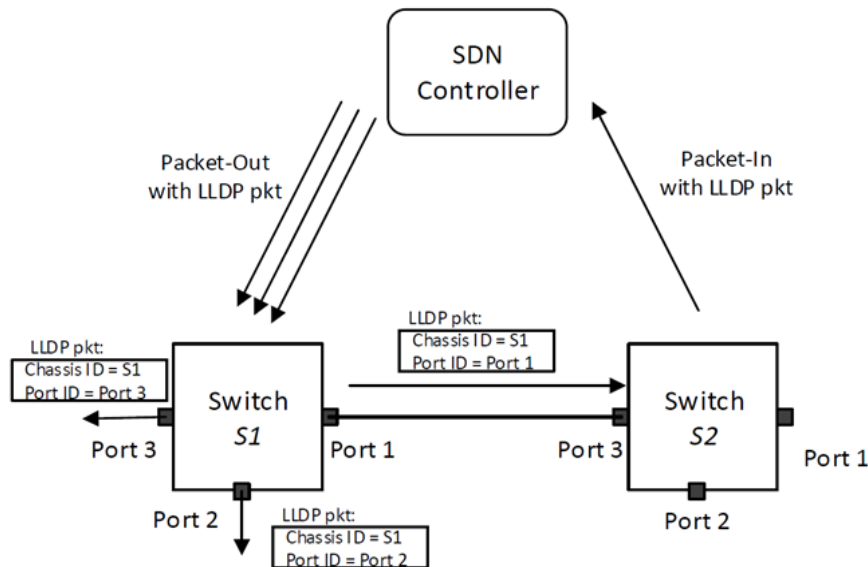 SDN
Controller
Packet-Out
with LLDP pkt
Packet-In
with LLDP pkt
LLDP pkt:
Chassis ID = S1
Port ID = Port 1
LLDP pkt:
Chassis ID = S1
Port ID = Port 3
Switch
S1
Switch
S2
Port 3
Port 1
Port 3
Port 1
Port 2
Port 2
LLDP pkt:
Chassis ID = S1
Port ID = Port 2